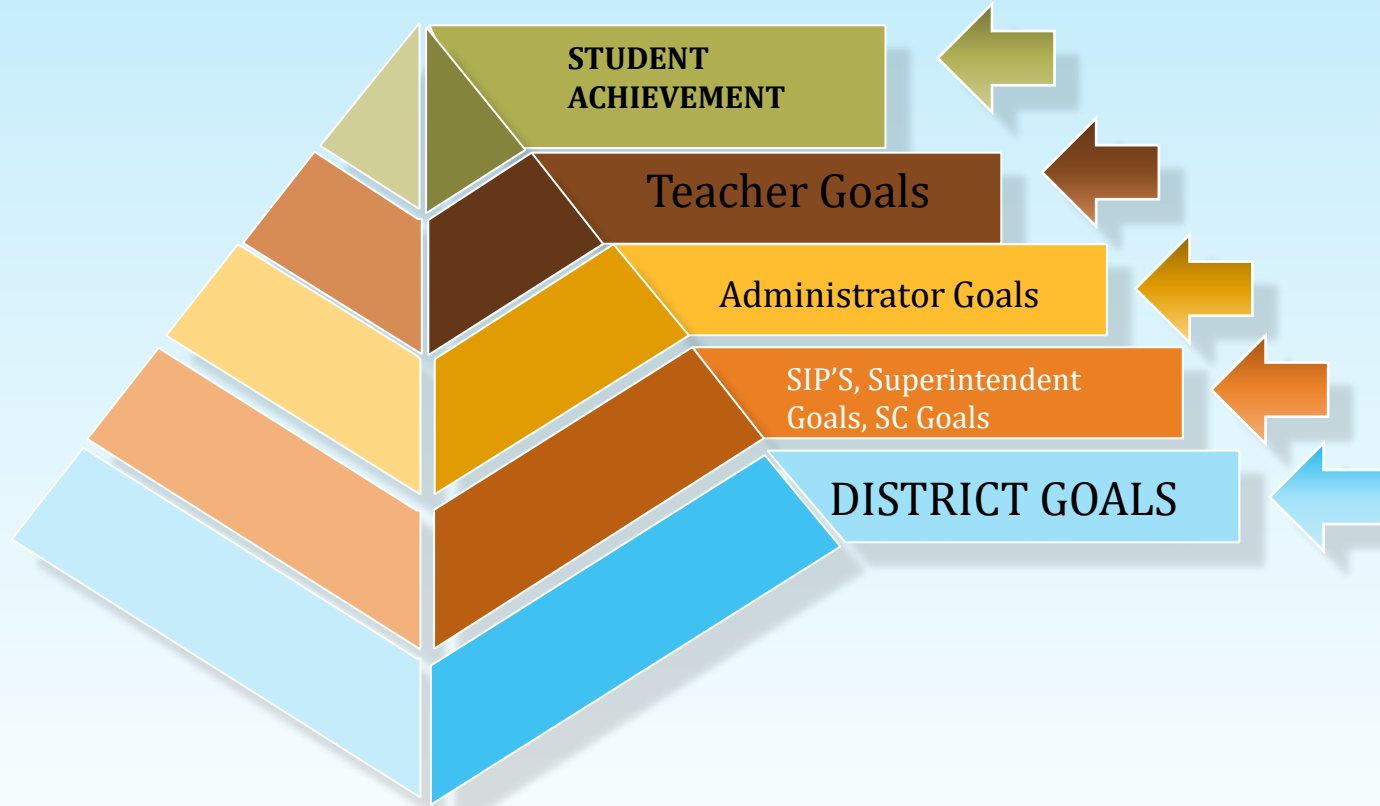 STUDENT
ACHIEVEMENT
Teacher Goals
Administrator Goals
SIP’S, Superintendent
Goals, SC Goals
DISTRICT GOALS